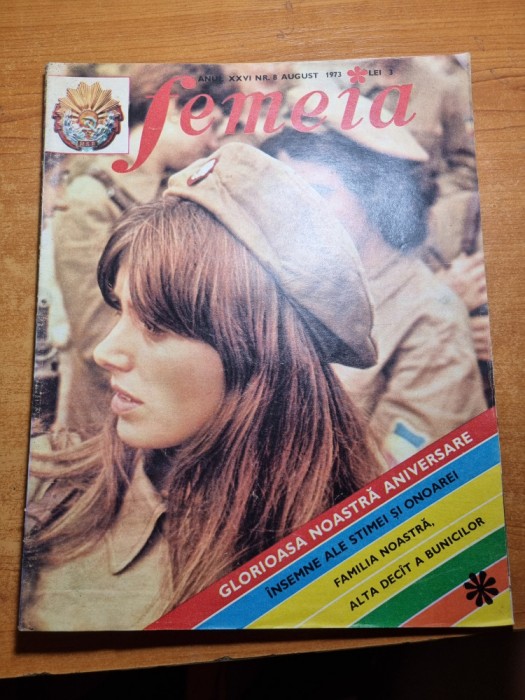 ANUL XXVI NR. 8 AUGUST 1973 LEI 3
femeia
GLORIOASA NOASTRĂ ANIVERSARE
ÎNSEMNE ALE STIMEI ȘI ONOAREI
FAMILIA NOASTRĂ,
ALTA DECÎT A BUNICILOR